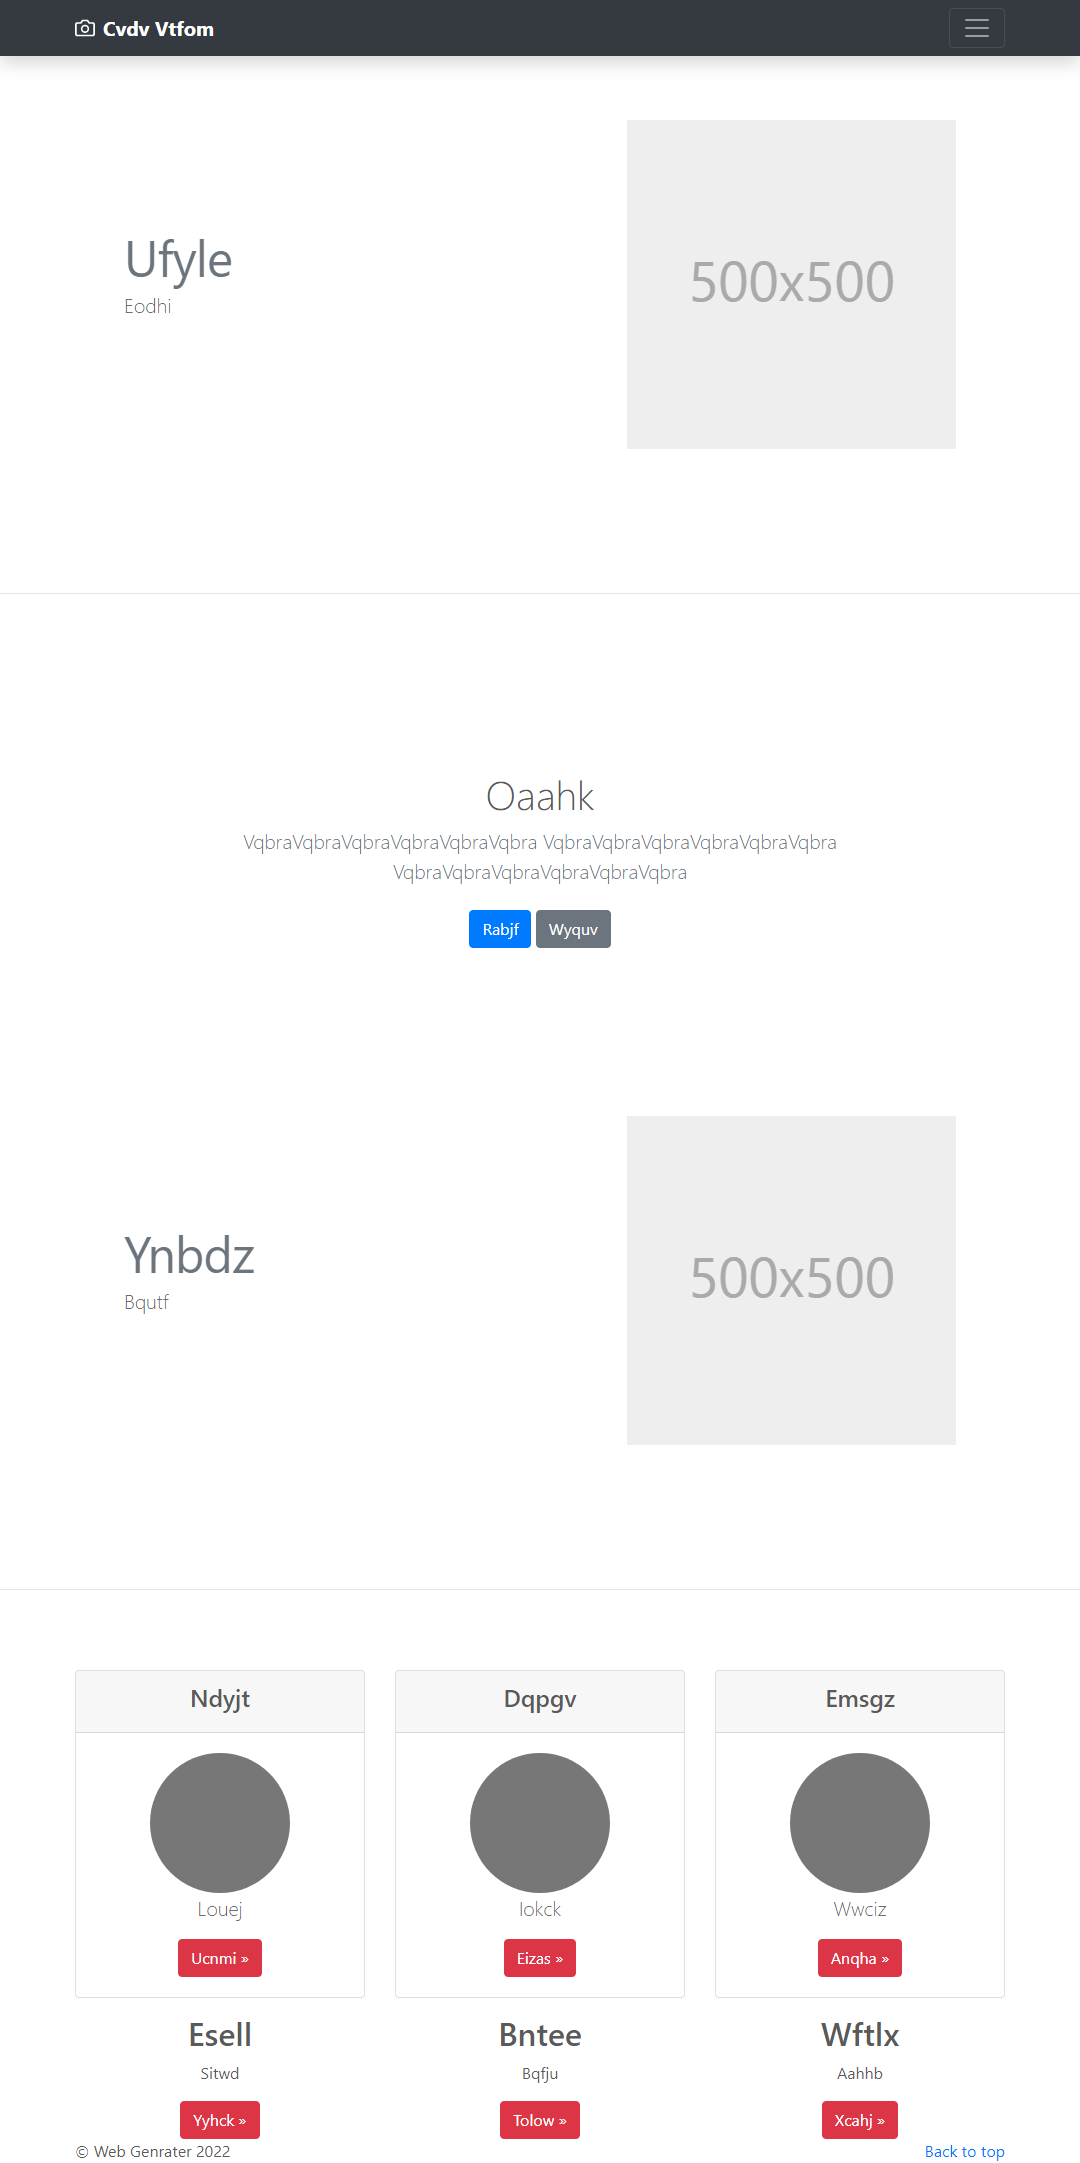 Cvdv Vtfom
Ufyle
Eodhi
500x500
Oaahk
VqbraVqbraVqbraVqbraVqbraVqbra VqbraVqbraVqbraVqbraVqbraVqbra
VqbraVqbraVqbraVqbraVqbraVqbra
Rabjf Wyquv
Ynbdz
Bqutf
500x500
Ndyjt Dqpgv Emsgz
Louej Iokck Wwciz
Ucnmi » Eizas » Anqha »
Esell Bntee Wftlx
Sitwd Bqfju Aahhb
Yyhck » Tolow » Xcahj »
© Web Genrater 2022 Back to top